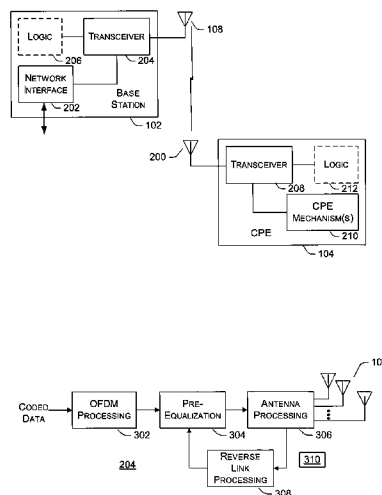 LOGIC
206
TRANSCEIVER
204
108
NETWORK
INTERFACE
202
BASE
STATION
102
200
TRANSCEIVER
208
LOGIC
212
CPE
MECHANISM(S)
210
CPE
104
CODED
DATA
OFDM
PROCESSING
302
PRE-
EQUALIZATION
304
ANTENNA
PROCESSING
306
10
204
REVERSE
LINK
PROCESSING
308
310